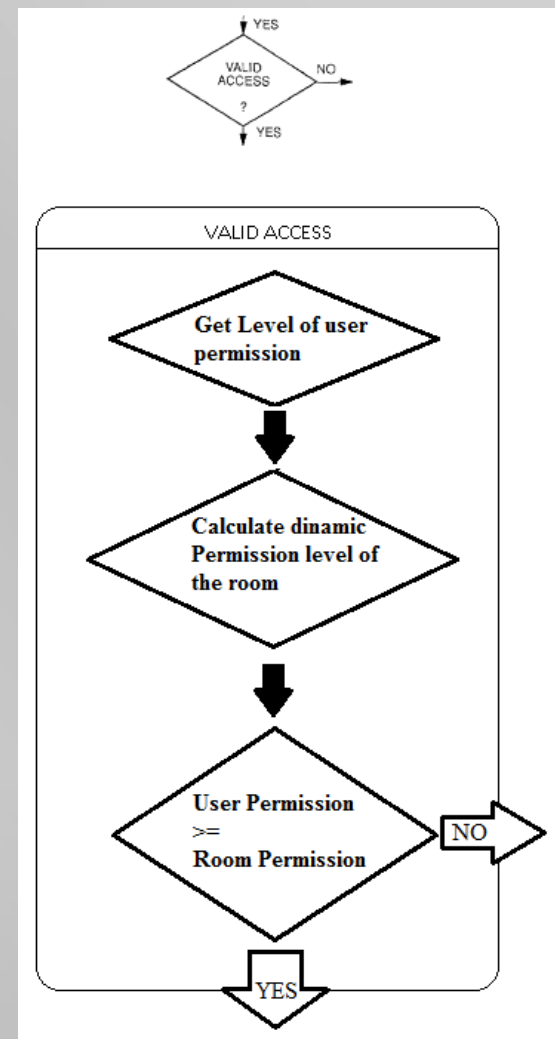 YES
VALID
ACCESS
NO
?
YES
VALID ACCESS
Get Level of user
permission
Calculate dinamic
Permission level of
the room
User Permission
>=
Room Permission
NO
YES